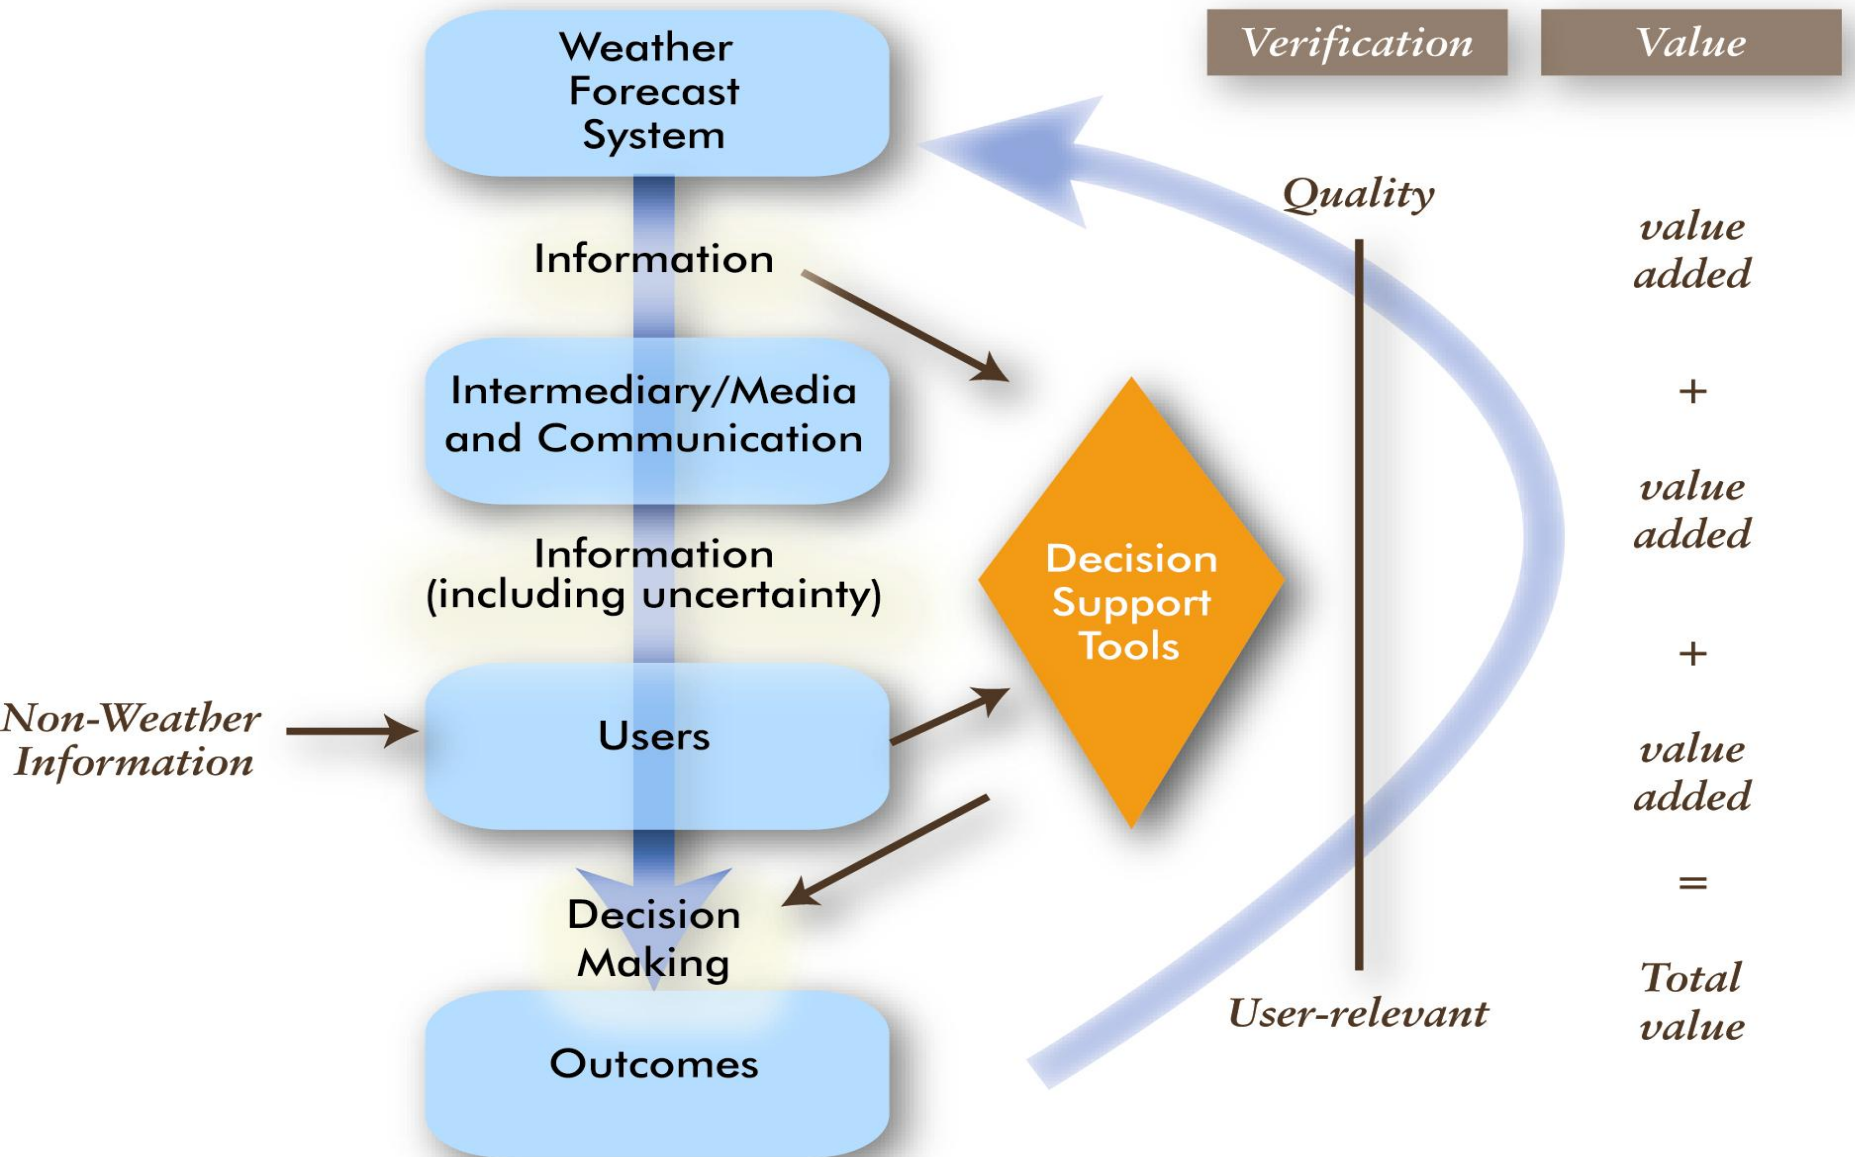 Weather
Forecast
System
Information
Intermediary/Media
and Communication
Information
(including uncertainty)
Non-Weather
Information
Users
Decision
Making
Outcomes
Decision
Support
Tools
Verification
Quality
User-relevant
Value
value
added
+
value
added
+
value
added
=
Total
value